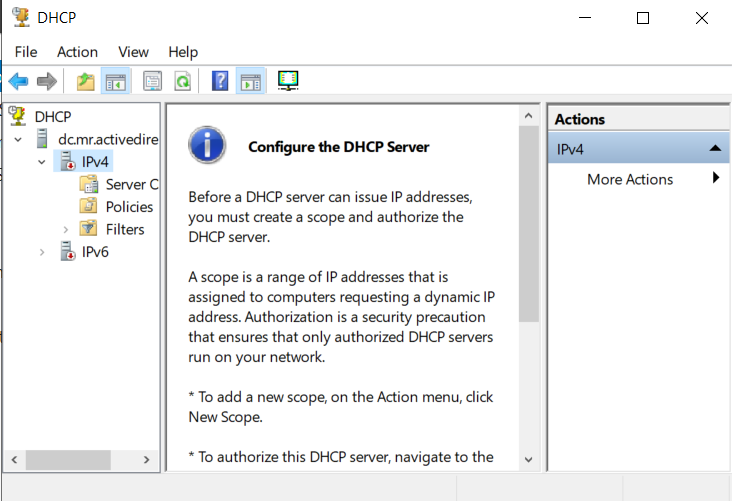 DHCP
File Action View Help
DHCP
dc.mr.activedire
IPv4
Server C
Policies
Filters
IPv6
Configure the DHCP Server
Before a DHCP server can issue IP addresses,
you must create a scope and authorize the
DHCP server.
A scope is a range of IP addresses that is
assigned to computers requesting a dynamic IP
address. Authorization is a security precaution
that ensures that only authorized DHCP servers
run on your network.
* To add a new scope, on the Action menu, click
New Scope.
* To authorize this DHCP server, navigate to the
Actions
IPv4
More Actions